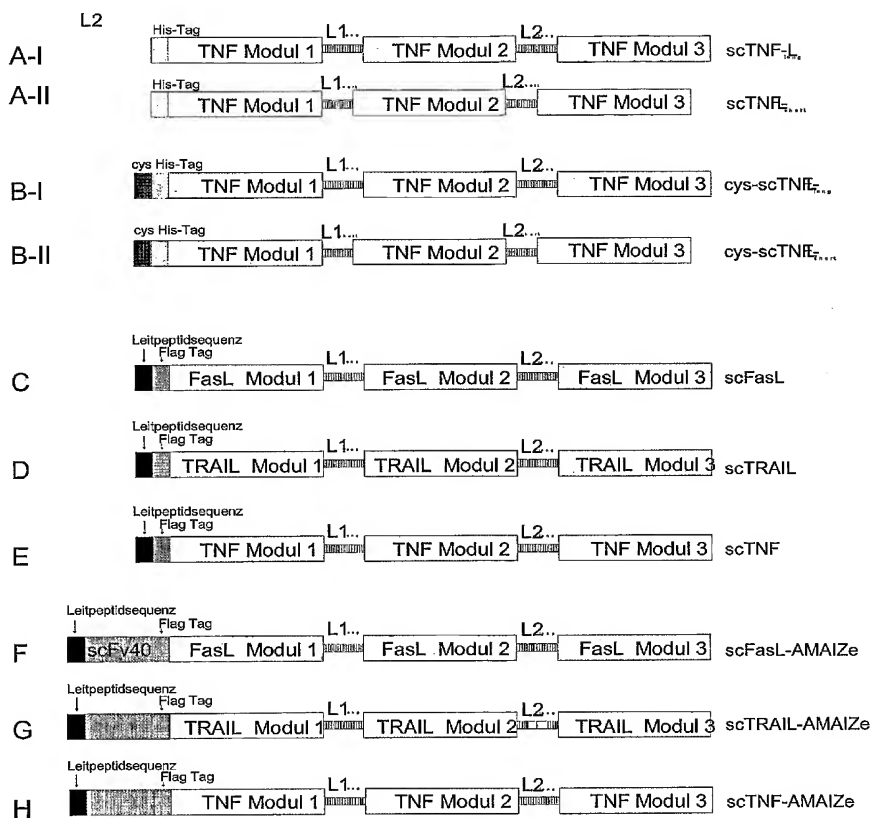 L2
His-Tag L1... L2...
A-I TNF Modul 1 TNF Modul 2 TNF Modul 3
His-Tag L1... L2...
A-II TNF Modul 1 TNF Modul 2 TNF Modul 3
cys His-Tag L1... L2...
B-I TNF Modul 1 TNF Modul 2 TNF Modul 3
cys His-Tag L1... L2...
B-II TNF Modul 1 TNF Modul 2 TNF Modul 3
Leitpeptidsequenz
Flag Tag L1... L2...
C FasL Modul 1 FasL Modul 2 FasL Modul 3 scFasL
Leitpeptidsequenz
Flag Tag L1... L2...
D TRAIL Modul 1 TRAIL Modul 2 TRAIL Modul 3 scTRAIL
Leitpeptidsequenz
Flag Tag L1... L2...
E TNF Modul 1 TNF Modul 2 TNF Modul 3 scTNF
Leitpeptidsequenz
Flag Tag L1... L2...
F scFv40 FasL Modul 1 FasL Modul 2 FasL Modul 3 scFasL-AMAIZe
Leitpeptidsequenz
Flag Tag L1... L2...
G TRAIL Modul 1 TRAIL Modul 2 TRAIL Modul 3 scTRAIL-AMAIZe
Leitpeptidsequenz
Flag Tag L1... L2...
H TNF Modul 1 TNF Modul 2 TNF Modul 3 scTNF-AMAIZe